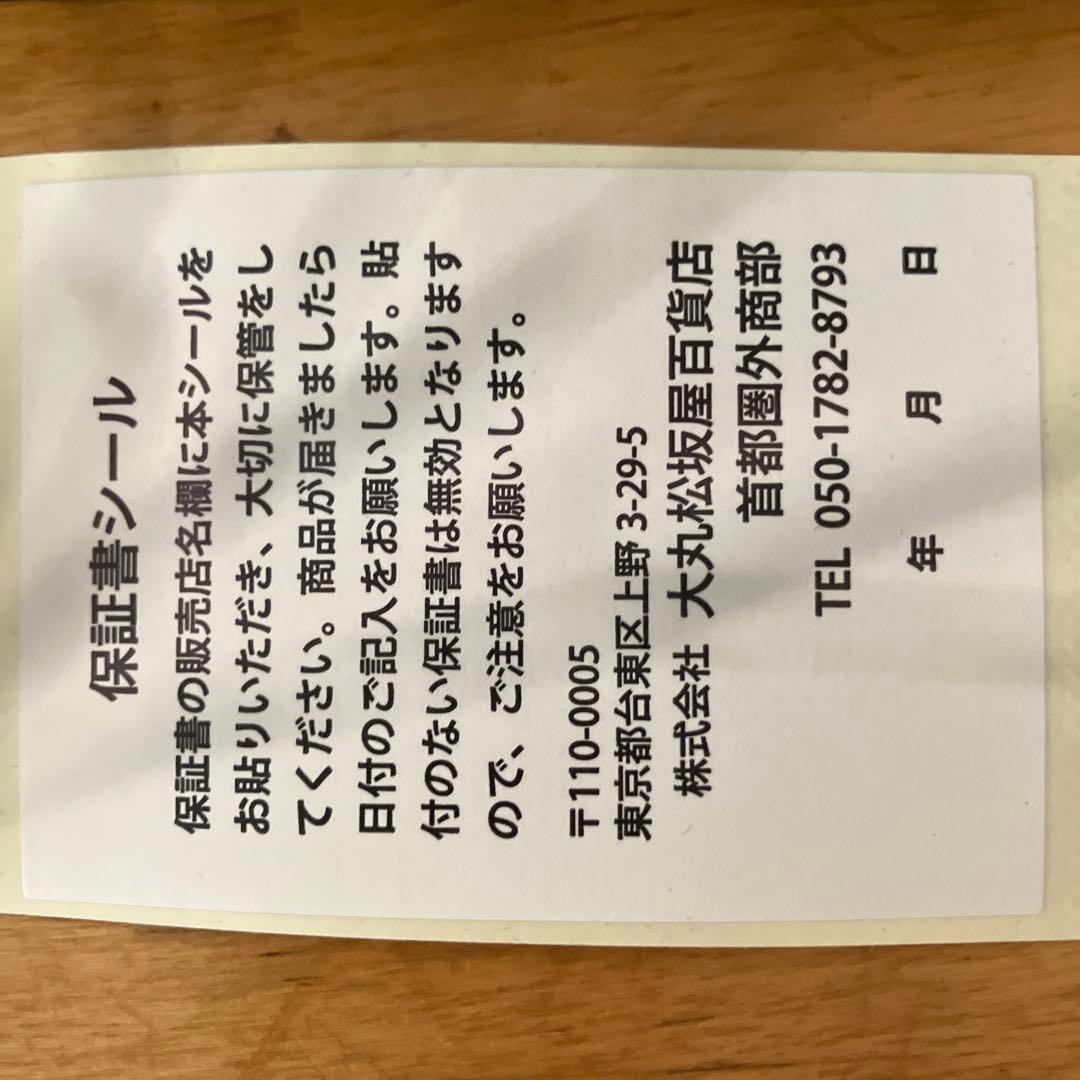 保証書シール
保証書の販売店名欄に本シールを
お貼りいただき、大切に保管をし
てください。商品が届きましたら
日付のご記入をお願いします。貼
付のない保証書は無効となります
ので、ご注意をお願いします。
〒110-0005
東京都台東区上野 3-29-5
株式会社 大丸松坂屋百貨店
首都圏外商部
TEL 050-1782-8793
年 月 日